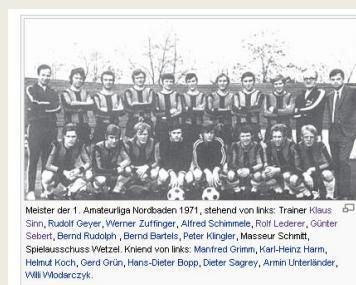 Meister der 1. Amateurliga Nordbaden 1971, stehend von links: Trainer Klaus
Sinn, Rudolf Geyer, Werner Zuffinger, Alfred Schimmele, Rolf Lederer, Günter
Sebert, Bernd Rudolph , Bernd Bartels, Peter Klingler, Masseur Schmitt,
Spielausschuss Wetzel. Kniend von links: Manfred Grimm, Karl-Heinz Harm,
Helmut Koch, Gerd Grün, Hans-Dieter Bopp, Dieter Sagrey, Armin Unterländer,
Willi Wlodarczyk.